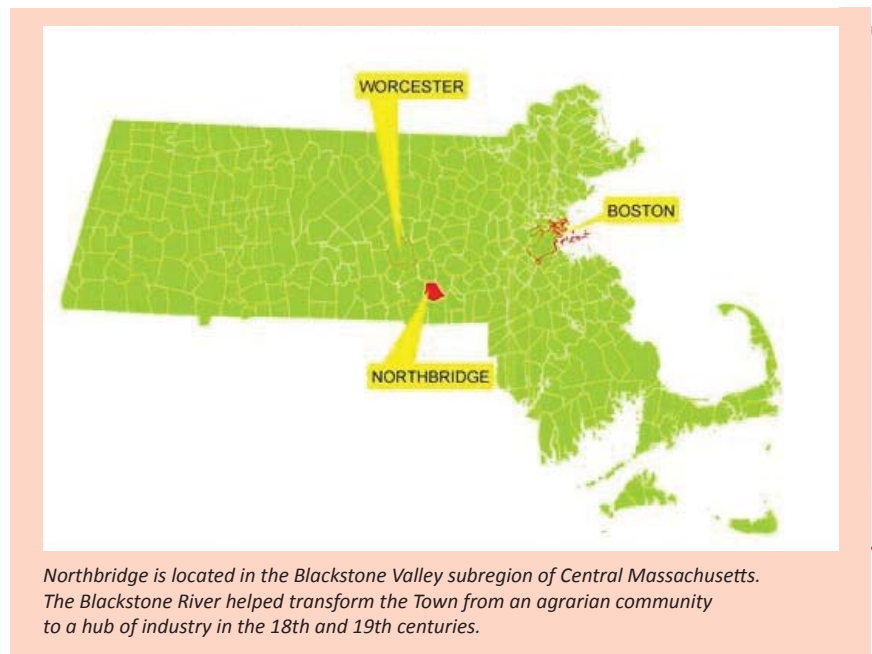 WORCESTER
BOSTON
NORTHBRIDGE
Northbridge is located in the Blackstone Valley subregion of Central Massachusetts.
The Blackstone River helped transform the Town from an agrarian community
to a hub of industry in the 18th and 19th centuries.